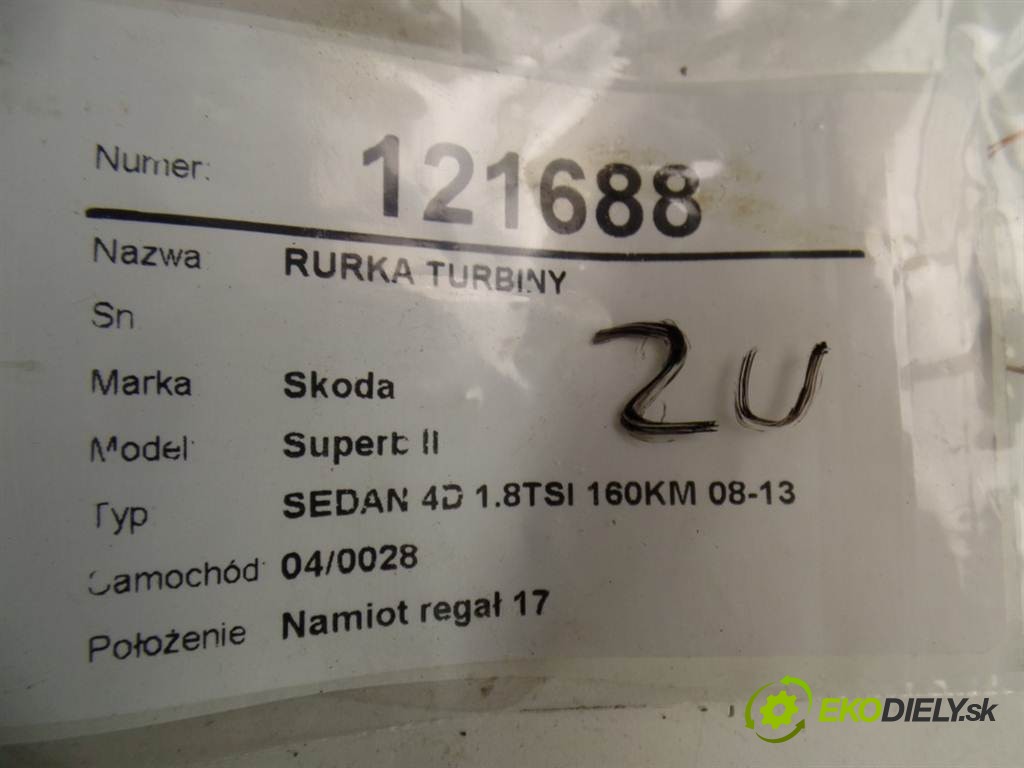 Numer: 121688
Nazwa RURKA TURBINY
Sn
Marka Skoda
ZU
Model Superb II
Typ SEDAN 4D 1.8TSI 160KM 08-13
Samochód 04/0028
Położenie Namiot regał 17
EKODIELY.sk